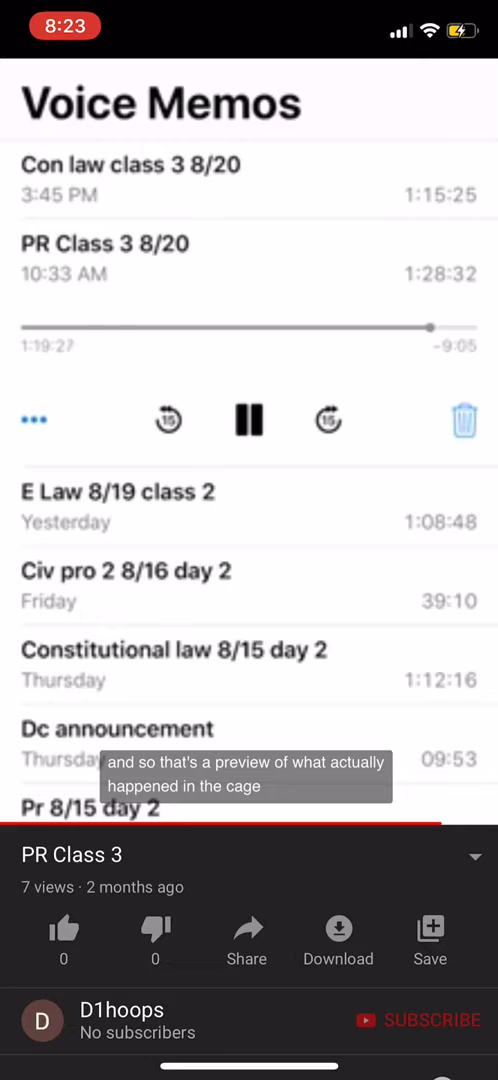 8:23
Voice Memos
Con law class 3 8/20
3:45 PM
1:15:25
PR Class 3 8/20
10:33 AM
1:28:32
1:19:27
-9:05
15
15
E Law 8/19 class 2
Yesterday
1:08:48
Civ pro 2 8/16 day 2
Friday
39:10
Constitutional law 8/15 day 2
Thursday
1:12:16
Dc announcement
Thursday
09:53
and so that's a preview of what actually
happened in the cage
Pr 8/15 day 2
PR Class 3
7 views · 2 months ago
0
0
Share
Download
Save
D
D1hoops
No subscribers
SUBSCRIBE